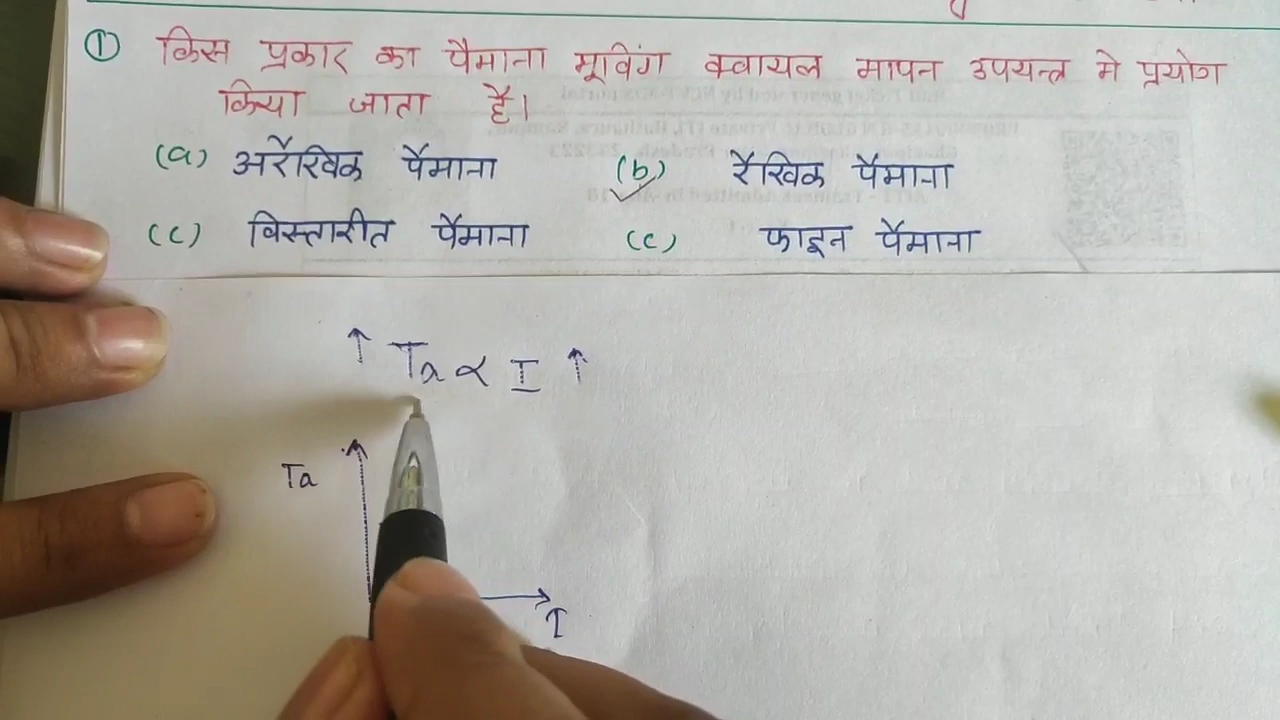 ① किस प्रकार का पैमाना मूविंग क्वायल मापन उपयन्त्र मे प्रयोग
किया जाता है।
(a) अरैखिक पैमाना (b) रैखिक पैमाना
(c) विस्तारीत पैमाना (c) फाइन पैमाना
↑ Ta ∝ I ↑
Ta
I